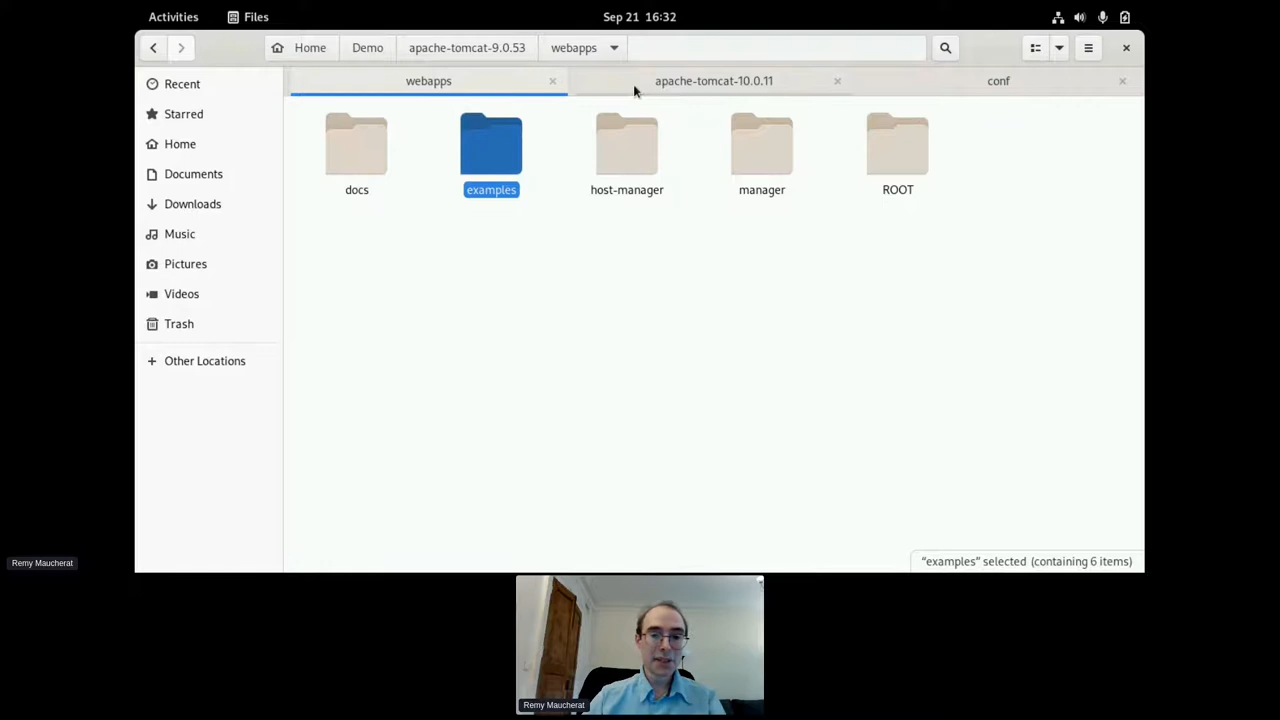 Activities
Files
Sep 21 16:32
Home
Demo
apache-tomcat-9.0.53
webapps
webapps
apache-tomcat-10.0.11
conf
Recent
Starred
Home
Documents
Downloads
Music
Pictures
Videos
Trash
Other Locations
docs
examples
host-manager
manager
ROOT
“examples” selected (containing 6 items)
Remy Maucherat
Remy Maucherat